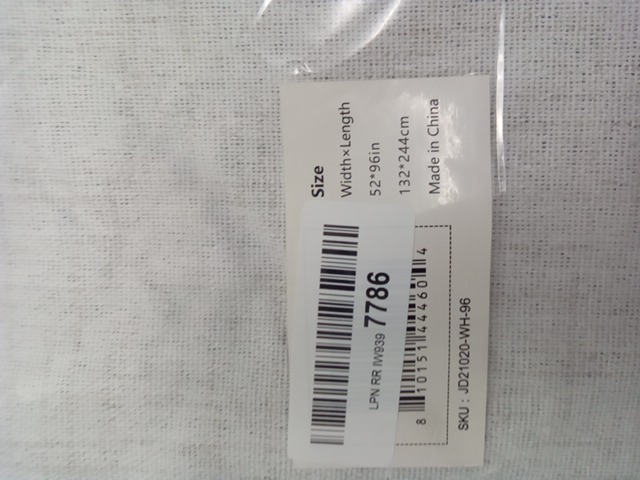 Size
Width×Length
52*96in
132*244cm
Made in China
LPN RR IW939 7786
8 10151 44460 4
SKU : JD21020-WH-96